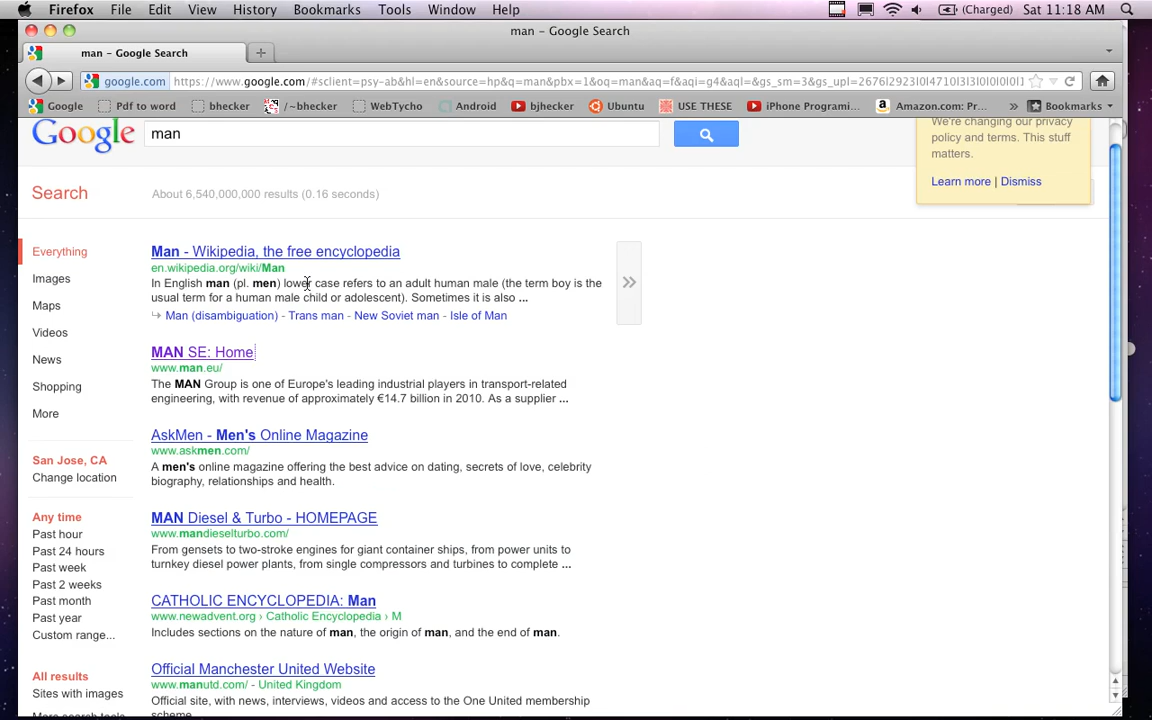 Firefox File Edit View History Bookmarks Tools Window Help (Charged) Sat 11:18 AM
man – Google Search
man – Google Search
google.com https://www.google.com/#sclient=psy-ab&hl=en&source=hp&q=man&pbx=1&oq=man&aq=f&aqi=g4&aql=&gs_sm=3&gs_upl=2676l2923l0l4710l3l3l0l0l0l0l
Google Pdf to word bhecker /~bhecker WebTycho Android bjhecker Ubuntu USE THESE iPhone Programi... Amazon.com: Pr... » Bookmarks
We're changing our privacy
policy and terms. This stuff
matters.
Learn more | Dismiss
Google man
Search About 6,540,000,000 results (0.16 seconds)
Everything
Images
Maps
Videos
News
Shopping
More
San Jose, CA
Change location
Any time
Past hour
Past 24 hours
Past week
Past 2 weeks
Past month
Past year
Custom range...
All results
Sites with images
More search tools
Man - Wikipedia, the free encyclopedia
en.wikipedia.org/wiki/Man
In English man (pl. men) lower case refers to an adult human male (the term boy is the
usual term for a human male child or adolescent). Sometimes it is also ...
Man (disambiguation) - Trans man - New Soviet man - Isle of Man
MAN SE: Home
www.man.eu/
The MAN Group is one of Europe's leading industrial players in transport-related
engineering, with revenue of approximately €14.7 billion in 2010. As a supplier ...
AskMen - Men's Online Magazine
www.askmen.com/
A men's online magazine offering the best advice on dating, secrets of love, celebrity
biography, relationships and health.
MAN Diesel & Turbo - HOMEPAGE
www.mandieselturbo.com/
From gensets to two-stroke engines for giant container ships, from power units to
turnkey diesel power plants, from single compressors and turbines to complete ...
CATHOLIC ENCYCLOPEDIA: Man
www.newadvent.org › Catholic Encyclopedia › M
Includes sections on the nature of man, the origin of man, and the end of man.
Official Manchester United Website
www.manutd.com/ - United Kingdom
Official site, with news, interviews, videos and access to the One United membership
scheme